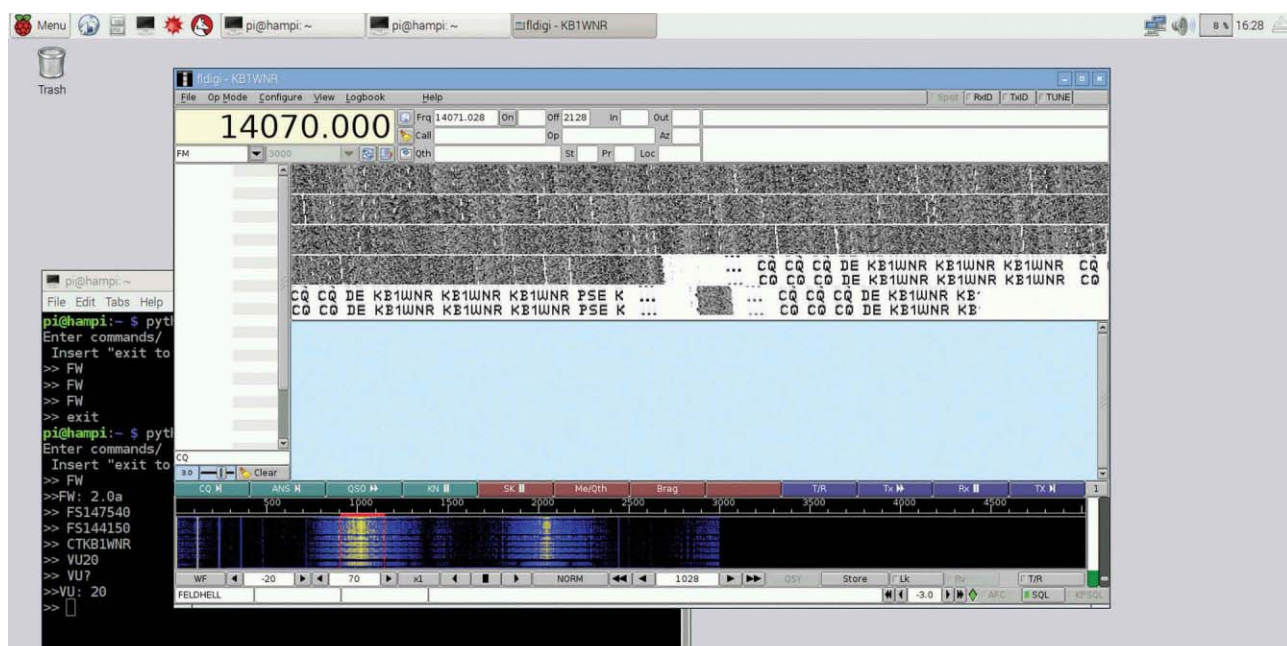 Menu pi@hampi: ~ pi@hampi: ~ fldigi - KB1WNR 8 % 16:28
Trash
fldigi - KB1WNR
File Op Mode Configure View Logbook Help Spot RxID TxID TUNE
14070.000 Frq 14071.028 On Off 2128 In Out
Call Op Az
FM 3000 Qth St Pr Loc
... CQ CQ CQ DE KB1WNR KB1WNR KB1WNR CQ
... CQ CQ CQ DE KB1WNR KB1WNR KB1WNR CQ
CQ CQ DE KB1WNR KB1WNR KB1WNR PSE K ... ... CQ CQ CQ DE KB1WNR KB
CQ CQ DE KB1WNR KB1WNR KB1WNR PSE K ... ... CQ CQ CQ DE KB1WNR KB
CQ
3.0 Clear
CQ ANS QSO KN SK Me/Qth Brag T/R Tx Rx TX 1
500 1000 1500 2000 2500 3000 3500 4000 4500
WF -20 70 x1 NORM 1028 QSY Store Lk Rv T/R
FELDHELL -3.0 AFC SQL KPSQL
pi@hampi: ~
File Edit Tabs Help
pi@hampi:~ $ pyt
Enter commands/
Insert "exit to
>> FW
>> FW
>> FW
>> exit
pi@hampi:~ $ pyt
Enter commands/
Insert "exit to
>> FW
>>FW: 2.0a
>> FS147540
>> FS144150
>> CTKB1WNR
>> VU20
>> VU?
>>VU: 20
>>